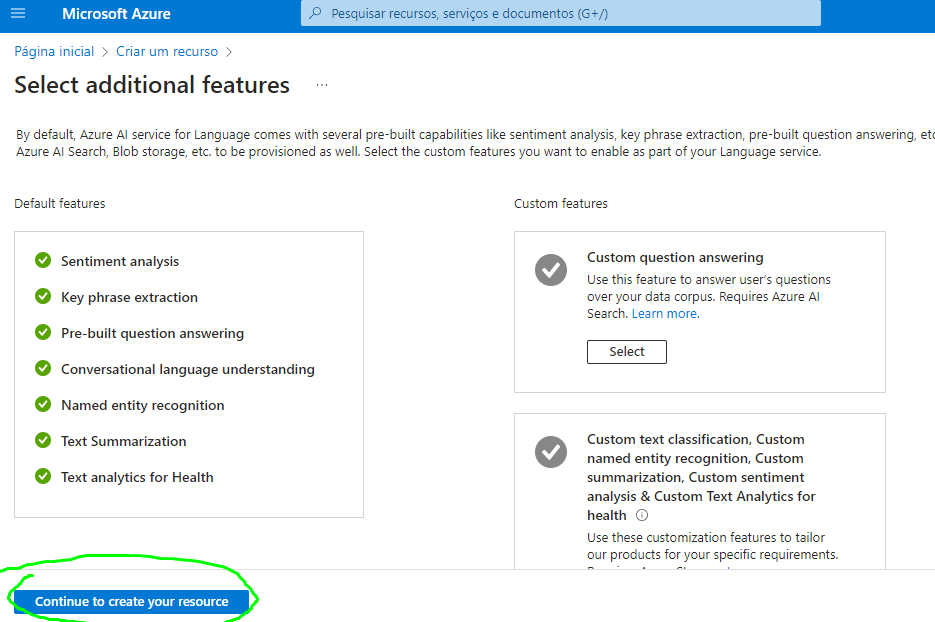 Microsoft Azure
Pesquisar recursos, serviços e documentos (G+/)
Página inicial > Criar um recurso >
Select additional features ...
By default, Azure AI service for Language comes with several pre-built capabilities like sentiment analysis, key phrase extraction, pre-built question answering, etc
Azure AI Search, Blob storage, etc. to be provisioned as well. Select the custom features you want to enable as part of your Language service.
Default features
Sentiment analysis
Key phrase extraction
Pre-built question answering
Conversational language understanding
Named entity recognition
Text Summarization
Text analytics for Health
Custom features
Custom question answering
Use this feature to answer user's questions
over your data corpus. Requires Azure AI
Search. Learn more.
Select
Custom text classification, Custom
named entity recognition, Custom
summarization, Custom sentiment
analysis & Custom Text Analytics for
health
Use these customization features to tailor
our products for your specific requirements.
Continue to create your resource